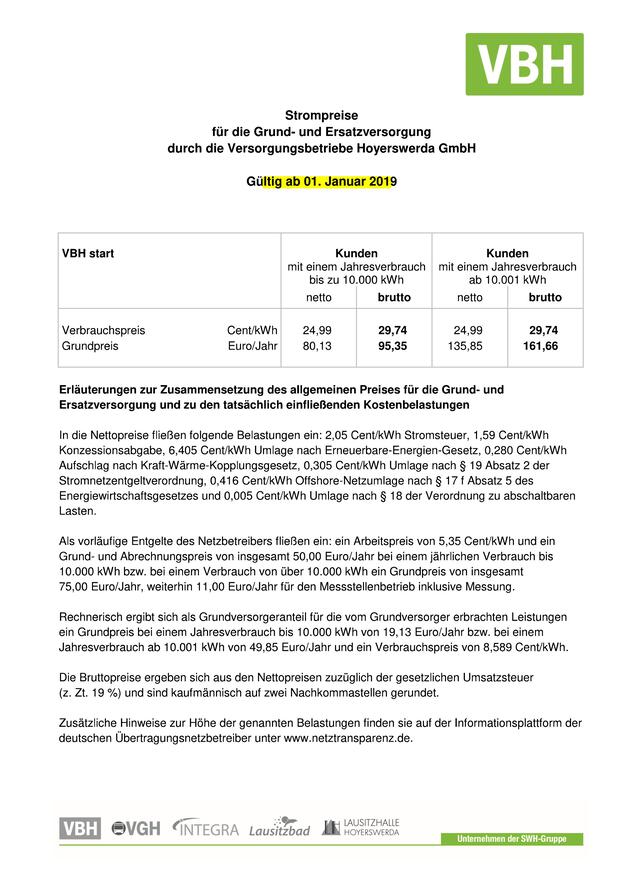 VBH
Strompreise
für die Grund- und Ersatzversorgung
durch die Versorgungsbetriebe Hoyerswerda GmbH
Gültig ab 01. Januar 2019
VBH start Kunden Kunden
mit einem Jahresverbrauch mit einem Jahresverbrauch
bis zu 10.000 kWh ab 10.001 kWh
netto brutto netto brutto
Verbrauchspreis Cent/kWh 24,99 29,74 24,99 29,74
Grundpreis Euro/Jahr 80,13 95,35 135,85 161,66
Erläuterungen zur Zusammensetzung des allgemeinen Preises für die Grund- und
Ersatzversorgung und zu den tatsächlich einfließenden Kostenbelastungen
In die Nettopreise fließen folgende Belastungen ein: 2,05 Cent/kWh Stromsteuer, 1,59 Cent/kWh
Konzessionsabgabe, 6,405 Cent/kWh Umlage nach Erneuerbare-Energien-Gesetz, 0,280 Cent/kWh
Aufschlag nach Kraft-Wärme-Kopplungsgesetz, 0,305 Cent/kWh Umlage nach § 19 Absatz 2 der
Stromnetzentgeltverordnung, 0,416 Cent/kWh Offshore-Netzumlage nach § 17 f Absatz 5 des
Energiewirtschaftsgesetzes und 0,005 Cent/kWh Umlage nach § 18 der Verordnung zu abschaltbaren
Lasten.
Als vorläufige Entgelte des Netzbetreibers fließen ein: ein Arbeitspreis von 5,35 Cent/kWh und ein
Grund- und Abrechnungspreis von insgesamt 50,00 Euro/Jahr bei einem jährlichen Verbrauch bis
10.000 kWh bzw. bei einem Verbrauch von über 10.000 kWh ein Grundpreis von insgesamt
75,00 Euro/Jahr, weiterhin 11,00 Euro/Jahr für den Messstellenbetrieb inklusive Messung.
Rechnerisch ergibt sich als Grundversorgeranteil für die vom Grundversorger erbrachten Leistungen
ein Grundpreis bei einem Jahresverbrauch bis 10.000 kWh von 19,13 Euro/Jahr bzw. bei einem
Jahresverbrauch ab 10.001 kWh von 49,85 Euro/Jahr und ein Verbrauchspreis von 8,589 Cent/kWh.
Die Bruttopreise ergeben sich aus den Nettopreisen zuzüglich der gesetzlichen Umsatzsteuer
(z. Zt. 19 %) und sind kaufmännisch auf zwei Nachkommastellen gerundet.
Zusätzliche Hinweise zur Höhe der genannten Belastungen finden sie auf der Informationsplattform der
deutschen Übertragungsnetzbetreiber unter www.netztransparenz.de.
VBH VGH INTEGRA Lausitzbad LAUSITZHALLE
HOYERSWERDA
Unternehmen der SWH-Gruppe